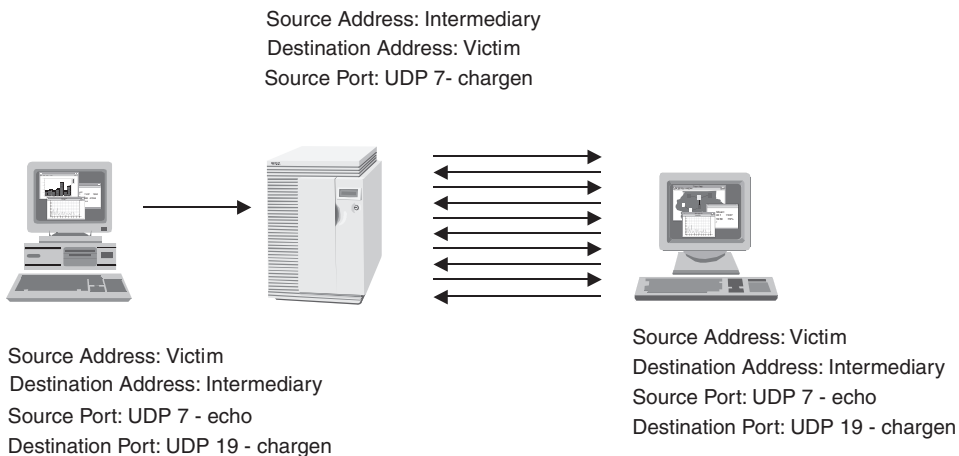 Source Address: Intermediary
Destination Address: Victim
Source Port: UDP 7- chargen
Source Address: Victim
Destination Address: Intermediary
Source Port: UDP 7 - echo
Destination Port: UDP 19 - chargen
Source Address: Victim
Destination Address: Intermediary
Source Port: UDP 7 - echo
Destination Port: UDP 19 - chargen